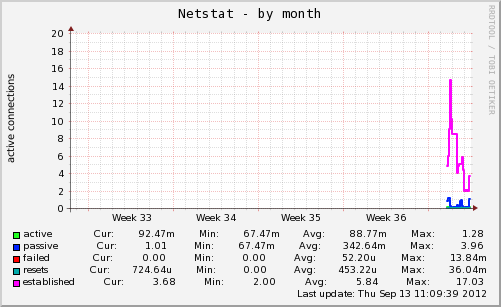 Netstat - by month
RRDTOOL / TOBI OETIKER
active connections
20
18
16
14
12
10
8
6
4
2
0
Week 33 Week 34 Week 35 Week 36
active Cur: 92.47m Min: 67.47m Avg: 88.77m Max: 1.28
passive Cur: 1.01 Min: 67.47m Avg: 342.64m Max: 3.96
failed Cur: 0.00 Min: 0.00 Avg: 52.20u Max: 13.84m
resets Cur: 724.64u Min: 0.00 Avg: 453.22u Max: 36.04m
established Cur: 3.68 Min: 2.00 Avg: 5.84 Max: 17.03
Last update: Thu Sep 13 11:09:39 2012